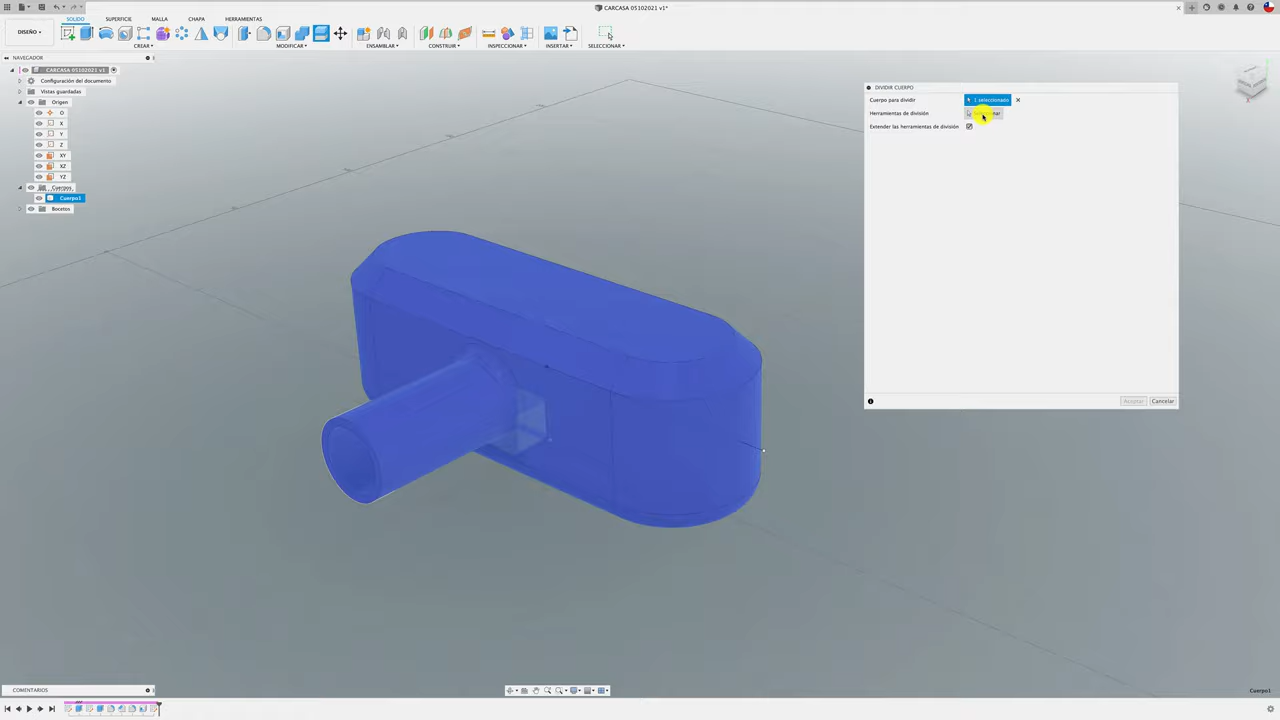 CARCASA 05102021 v1*
DISEÑO
SÓLIDO
SUPERFICIE
MALLA
CHAPA
HERRAMIENTAS
CREAR
MODIFICAR
ENSAMBLAR
CONSTRUIR
INSPECCIONAR
INSERTAR
SELECCIONAR
NAVEGADOR
CARCASA 05102021 v1
Configuración del documento
Vistas guardadas
Origen
O
X
Y
Z
XY
XZ
YZ
Cuerpos
Cuerpo1
Bocetos
DIVIDIR CUERPO
Cuerpo para dividir
1 seleccionado
Herramientas de división
Extender las herramientas de división
Aceptar
Cancelar
COMENTARIOS
Cuerpo1